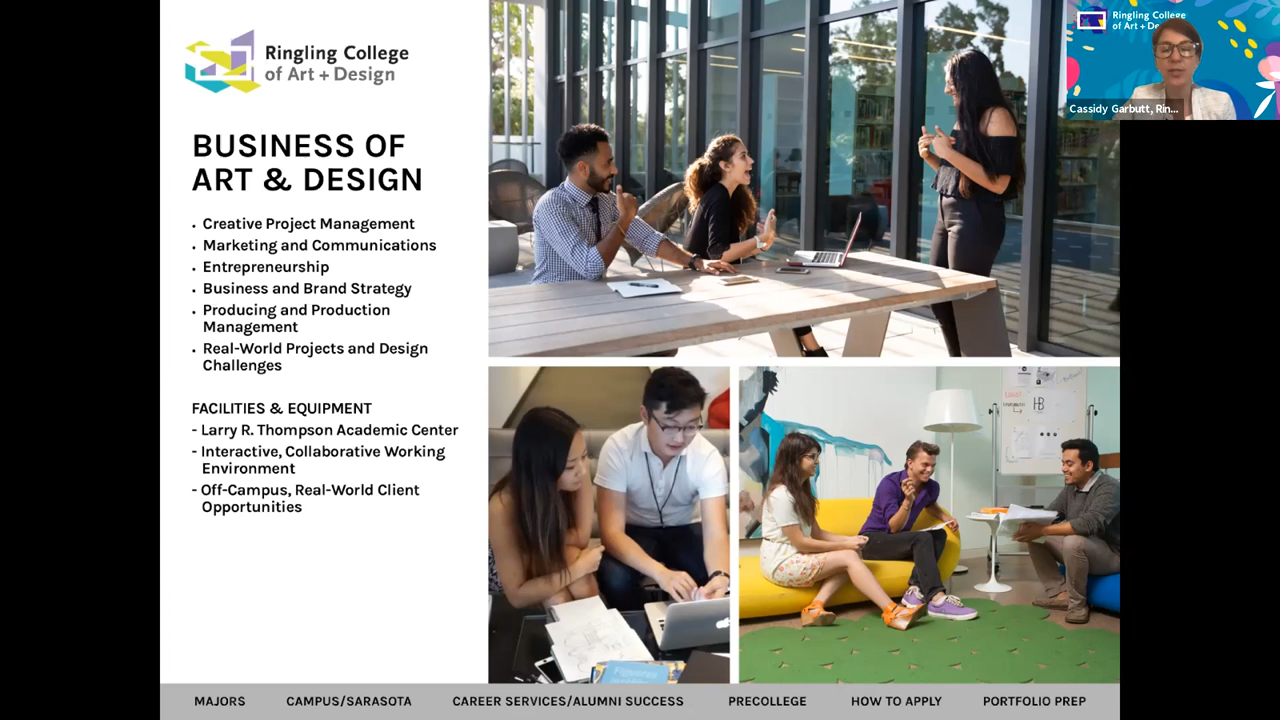 Ringling College
of Art + Design
BUSINESS OF
ART & DESIGN
• Creative Project Management
• Marketing and Communications
• Entrepreneurship
• Business and Brand Strategy
• Producing and Production
Management
• Real-World Projects and Design
Challenges
FACILITIES & EQUIPMENT
- Larry R. Thompson Academic Center
- Interactive, Collaborative Working
Environment
- Off-Campus, Real-World Client
Opportunities
HB
MAJORS CAMPUS/SARASOTA CAREER SERVICES/ALUMNI SUCCESS PRECOLLEGE HOW TO APPLY PORTFOLIO PREP
Ringling College
of Art + De
Cassidy Garbutt, Rin...